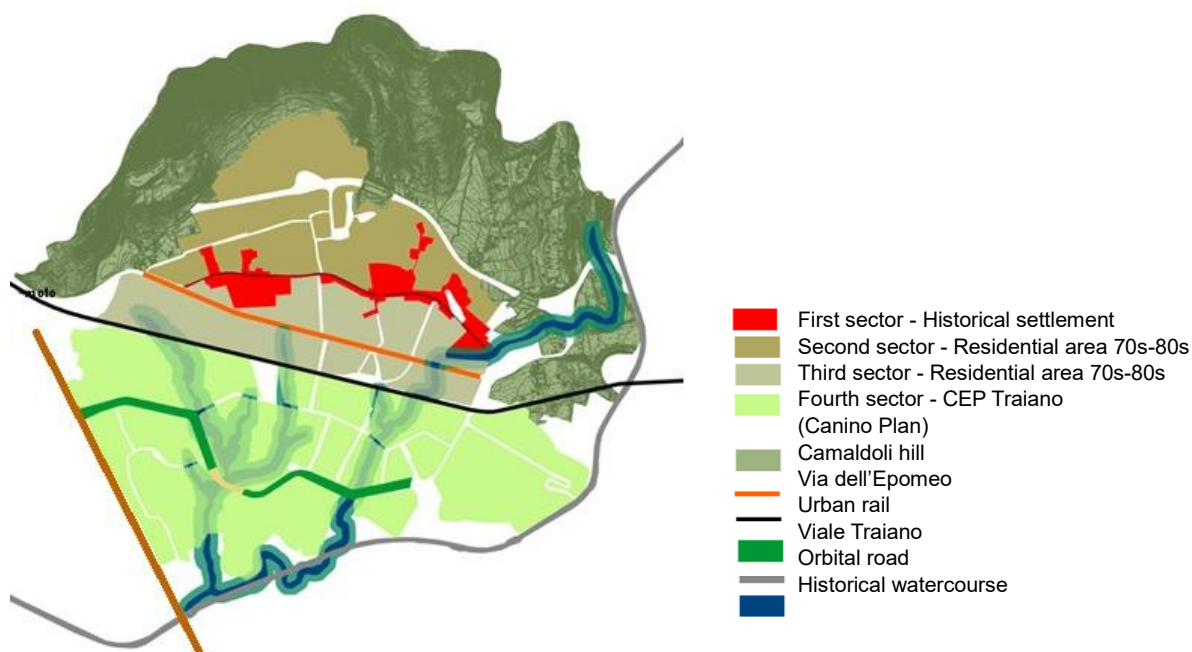 First sector - Historical settlement
Second sector - Residential area 70s-80s
Third sector - Residential area 70s-80s
Fourth sector - CEP Traiano
(Canino Plan)
Camaldoli hill
Via dell'Epomeo
Urban rail
Viale Traiano
Orbital road
Historical watercourse